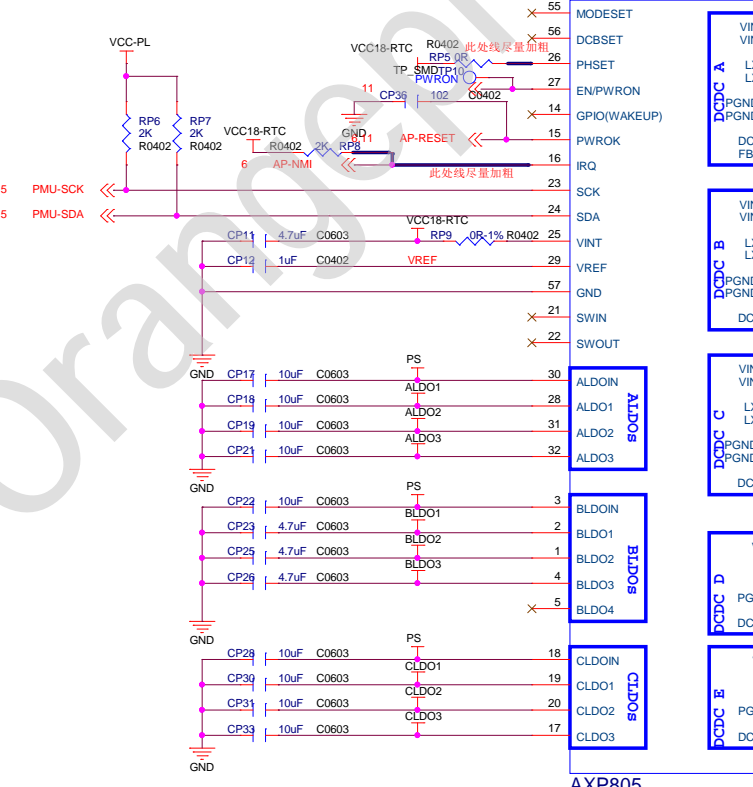 55 MODESET
VCC-PL
56 DCBSET
VCC18-RTC R0402 此处线尽量加粗
RP5 0R 26 PHSET
TP_SMD TP10
PWRON 27 EN/PWRON
11 CP36 102 C0402
14 GPIO(WAKEUP)
RP6 RP7
2K 2K
R0402 R0402
VCC18-RTC GND 6,11 AP-RESET 15 PWROK
R0402 2K RP8
6 AP-NMI 16 IRQ
此处线尽量加粗
5 PMU-SCK 23 SCK
5 PMU-SDA 24 SDA
VCC18-RTC
CP11 4.7uF C0603 RP9 0R-1% R0402 25 VINT
CP12 1uF C0402 VREF 29 VREF
57 GND
21 SWIN
22 SWOUT
GND
PS
CP17 10uF C0603 30 ALDOIN
ALDO1
CP18 10uF C0603 28 ALDO1
ALDO2
CP19 10uF C0603 31 ALDO2
ALDO3
CP21 10uF C0603 32 ALDO3
ALDOs
GND
PS
CP22 10uF C0603 3 BLDOIN
BLDO1
CP23 4.7uF C0603 2 BLDO1
BLDO2
CP25 4.7uF C0603 1 BLDO2
BLDO3
CP26 4.7uF C0603 4 BLDO3
5 BLDO4
BLDOs
GND
PS
CP28 10uF C0603 18 CLDOIN
CLDO1
CP30 10uF C0603 19 CLDO1
CLDO2
CP31 10uF C0603 20 CLDO2
CLDO3
CP33 10uF C0603 17 CLDO3
CLDOs
GND
DCDC A
DCDC B
DCDC C
DCDC D
DCDC E
AXP805
Orangepi